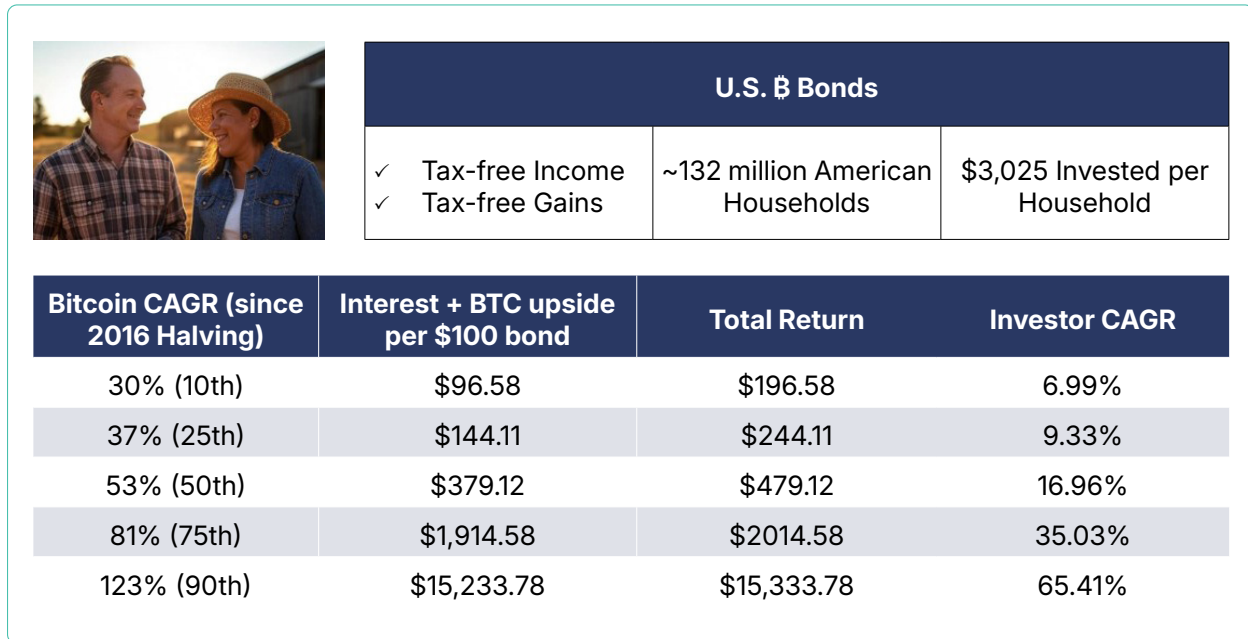 U.S. ₿ Bonds
✓ Tax-free Income
✓ Tax-free Gains
~132 million American
Households
$3,025 Invested per
Household
Bitcoin CAGR (since
2016 Halving)
Interest + BTC upside
per $100 bond
Total Return
Investor CAGR
30% (10th) $96.58 $196.58 6.99%
37% (25th) $144.11 $244.11 9.33%
53% (50th) $379.12 $479.12 16.96%
81% (75th) $1,914.58 $2014.58 35.03%
123% (90th) $15,233.78 $15,333.78 65.41%